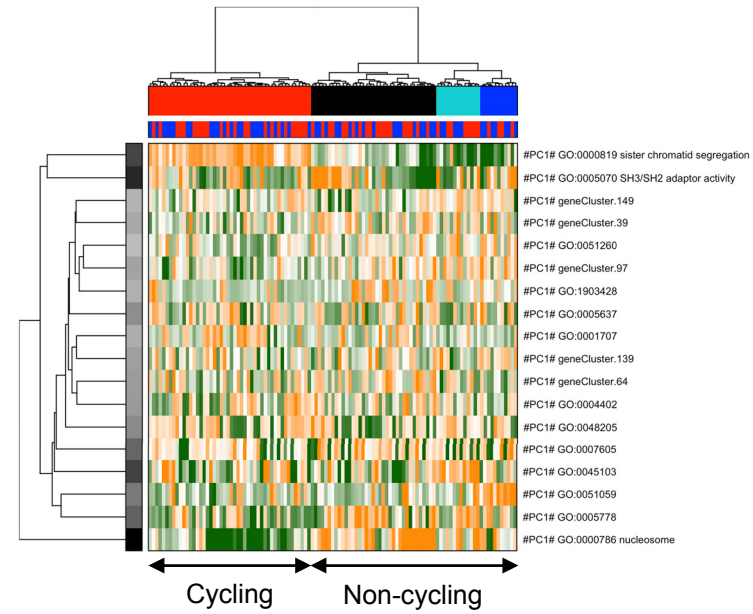 #PC1# GO:0000819 sister chromatid segregation
#PC1# GO:0005070 SH3/SH2 adaptor activity
#PC1# geneCluster.149
#PC1# geneCluster.39
#PC1# GO:0051260
#PC1# geneCluster.97
#PC1# GO:1903428
#PC1# GO:0005637
#PC1# GO:0001707
#PC1# geneCluster.139
#PC1# geneCluster.64
#PC1# GO:0004402
#PC1# GO:0048205
#PC1# GO:0007605
#PC1# GO:0045103
#PC1# GO:0051059
#PC1# GO:0005778
#PC1# GO:0000786 nucleosome
Cycling Non-cycling